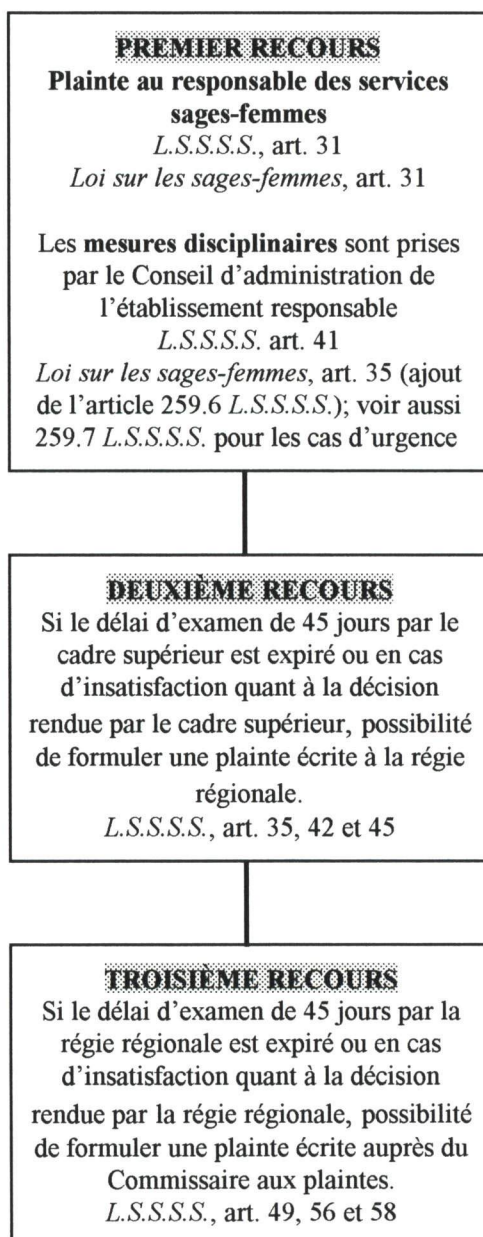 PREMIER RECOURS
Plainte au responsable des services
sages-femmes
L.S.S.S.S., art. 31
Loi sur les sages-femmes, art. 31
Les mesures disciplinaires sont prises
par le Conseil d'administration de
l'établissement responsable
L.S.S.S.S. art. 41
Loi sur les sages-femmes, art. 35 (ajout
de l'article 259.6 L.S.S.S.S.); voir aussi
259.7 L.S.S.S.S. pour les cas d'urgence
DEUXIÈME RECOURS
Si le délai d'examen de 45 jours par le
cadre supérieur est expiré ou en cas
d'insatisfaction quant à la décision
rendue par le cadre supérieur, possibilité
de formuler une plainte écrite à la régie
régionale.
L.S.S.S.S., art. 35, 42 et 45
TROISIÈME RECOURS
Si le délai d'examen de 45 jours par la
régie régionale est expiré ou en cas
d'insatisfaction quant à la décision
rendue par la régie régionale, possibilité
de formuler une plainte écrite auprès du
Commissaire aux plaintes.
L.S.S.S.S., art. 49, 56 et 58